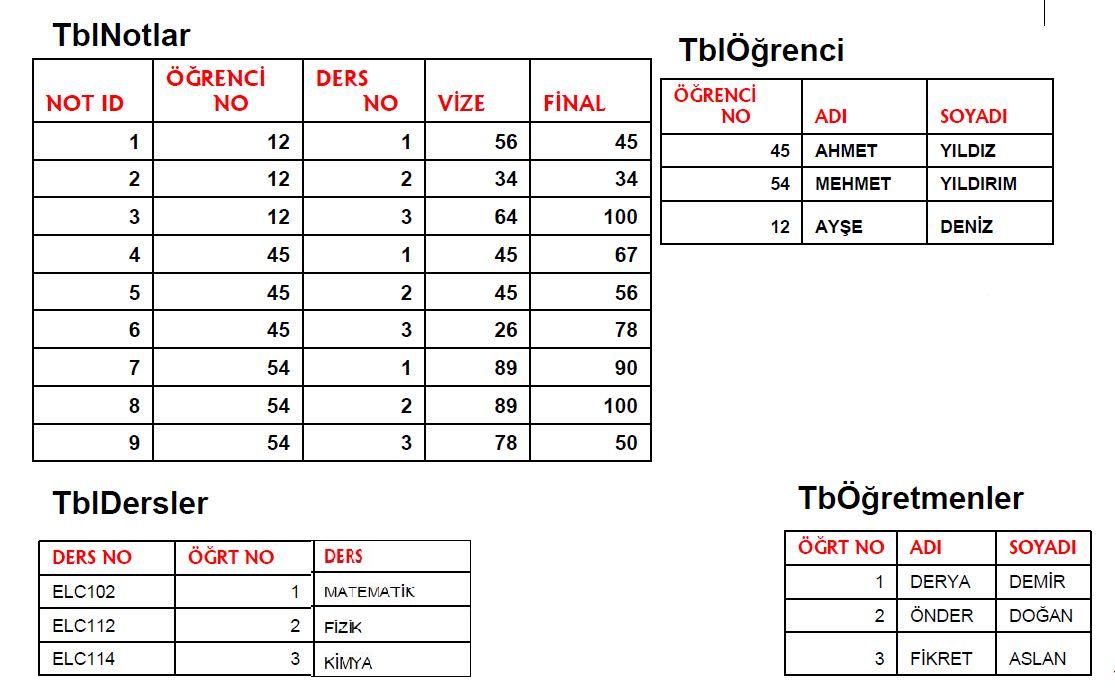 TblNotlar
NOT ID ÖĞRENCİ NO DERS NO VİZE FİNAL
1 12 1 56 45
2 12 2 34 34
3 12 3 64 100
4 45 1 45 67
5 45 2 45 56
6 45 3 26 78
7 54 1 89 90
8 54 2 89 100
9 54 3 78 50
TblÖğrenci
ÖĞRENCİ NO ADI SOYADI
45 AHMET YILDIZ
54 MEHMET YILDIRIM
12 AYŞE DENİZ
TblDersler
DERS NO ÖĞRT NO DERS
ELC102 1 MATEMATİK
ELC112 2 FİZİK
ELC114 3 KİMYA
TbÖğretmenler
ÖĞRT NO ADI SOYADI
1 DERYA DEMİR
2 ÖNDER DOĞAN
3 FİKRET ASLAN